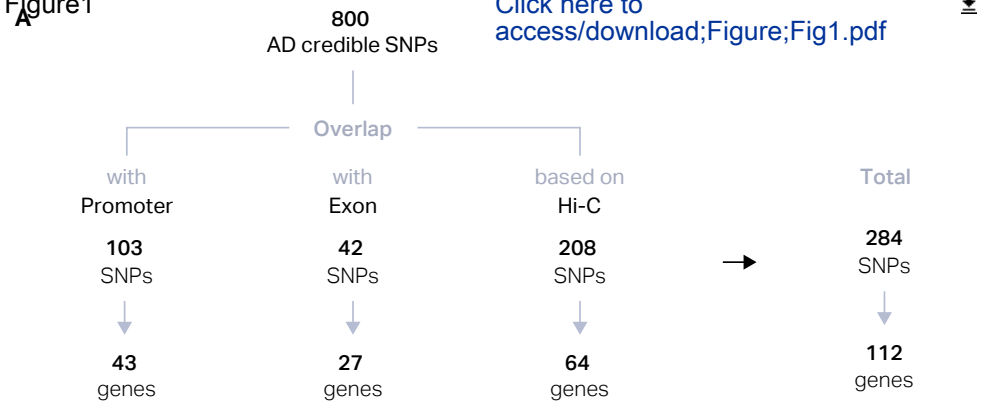 Figure1
A
Click here to
access/download;Figure;Fig1.pdf
800
AD credible SNPs
Overlap
with
Promoter
103
SNPs
43
genes
with
Exon
42
SNPs
27
genes
based on
Hi-C
208
SNPs
64
genes
Total
284
SNPs
112
genes